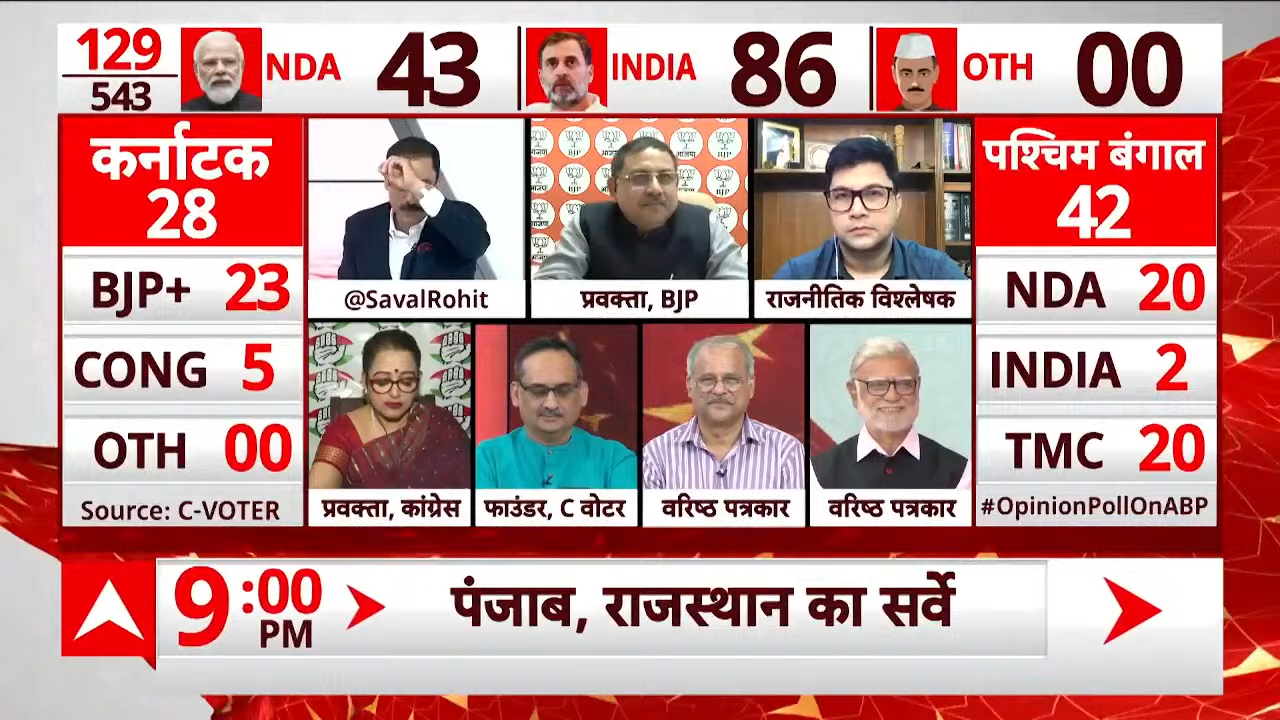 129
543
NDA
43
INDIA
86
OTH
00
कर्नाटक
28
BJP+ 23
CONG 5
OTH 00
Source: C-VOTER
BJP
BJP
@SavalRohit
प्रवक्ता, BJP
राजनीतिक विश्लेषक
प्रवक्ता, कांग्रेस
फाउंडर, C वोटर
वरिष्ठ पत्रकार
वरिष्ठ पत्रकार
पश्चिम बंगाल
42
NDA 20
INDIA 2
TMC 20
#OpinionPollOnABP
9:00 PM
पंजाब, राजस्थान का सर्वे